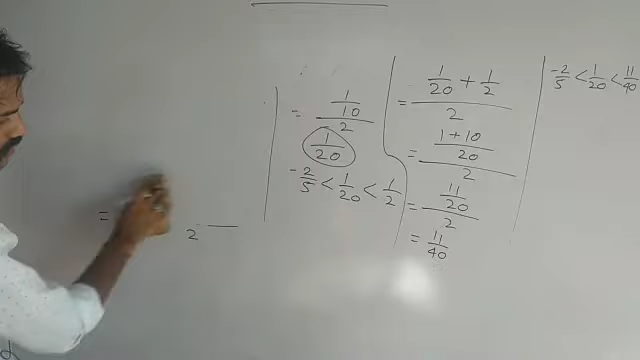 =
2
= 1/10 / 2
1/20
-2/5 < 1/20 < 1/2
= 1/20 + 1/2 / 2
= 1+10/20 / 2
= 11/20 / 2
= 11/40
-2/5 < 1/20 < 11/40